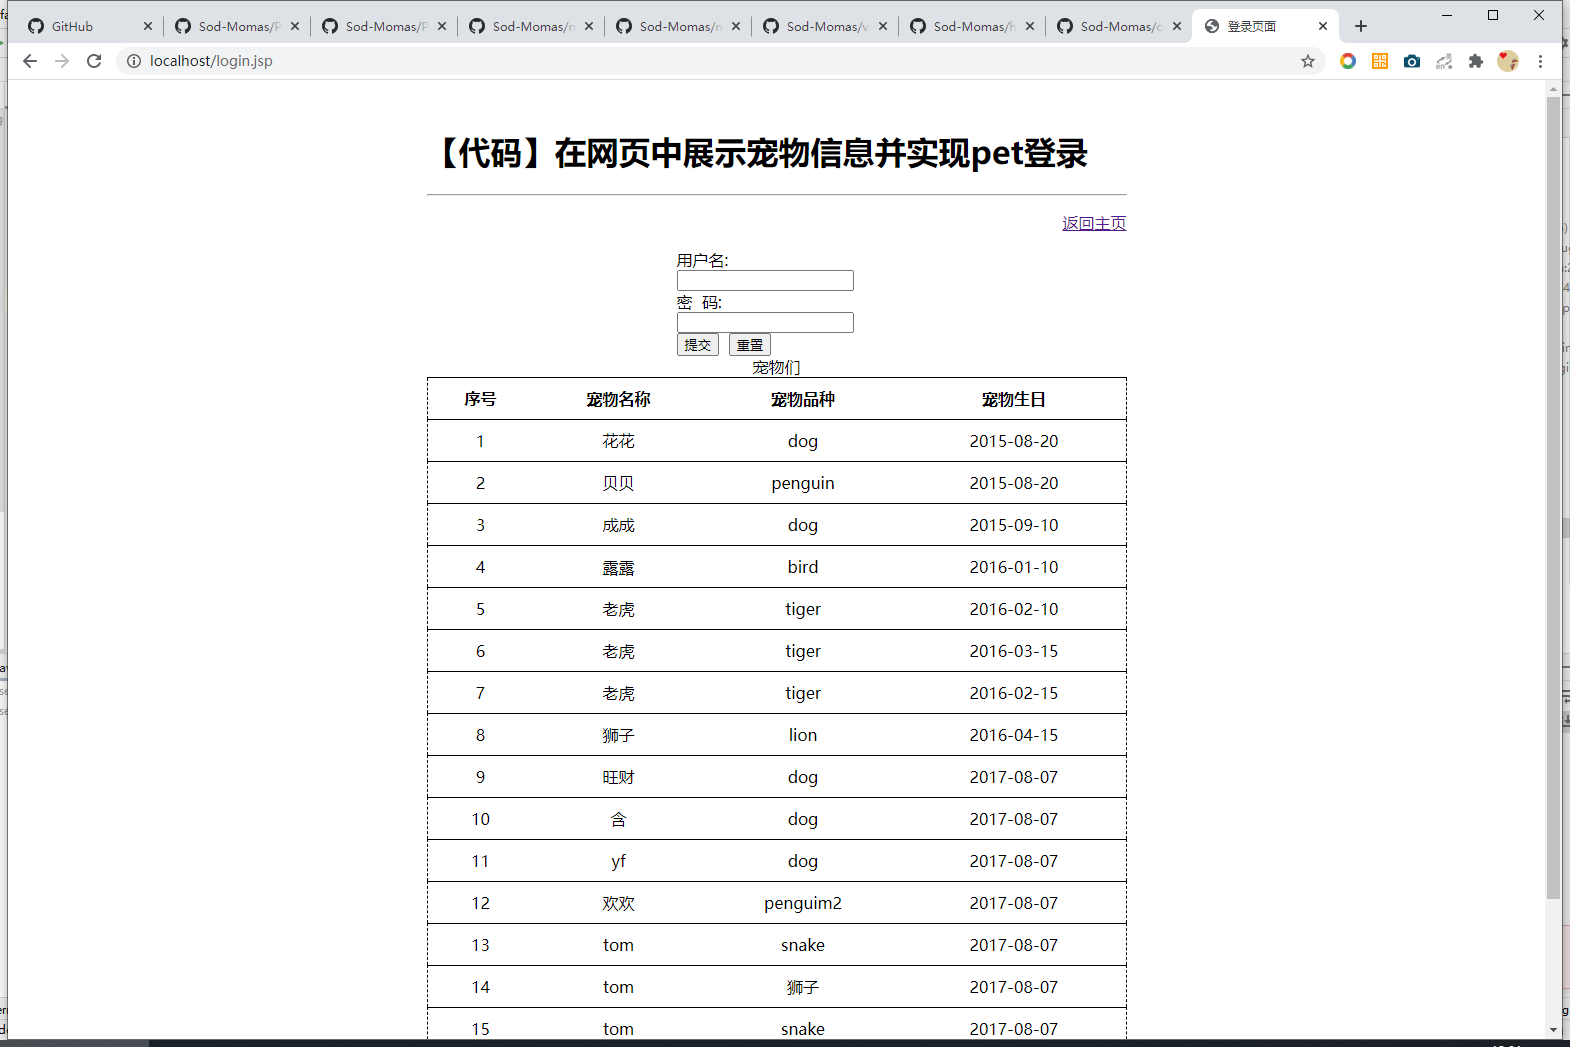 GitHub
Sod-Momas/P
Sod-Momas/P
Sod-Momas/n
Sod-Momas/n
Sod-Momas/v
Sod-Momas/h
Sod-Momas/c
登录页面
localhost/login.jsp
【代码】在网页中展示宠物信息并实现pet登录
返回主页
用户名:
密 码:
提交 重置
宠物们
序号 宠物名称 宠物品种 宠物生日
1 花花 dog 2015-08-20
2 贝贝 penguin 2015-08-20
3 成成 dog 2015-09-10
4 露露 bird 2016-01-10
5 老虎 tiger 2016-02-10
6 老虎 tiger 2016-03-15
7 老虎 tiger 2016-02-15
8 狮子 lion 2016-04-15
9 旺财 dog 2017-08-07
10 含 dog 2017-08-07
11 yf dog 2017-08-07
12 欢欢 penguim2 2017-08-07
13 tom snake 2017-08-07
14 tom 狮子 2017-08-07
15 tom snake 2017-08-07